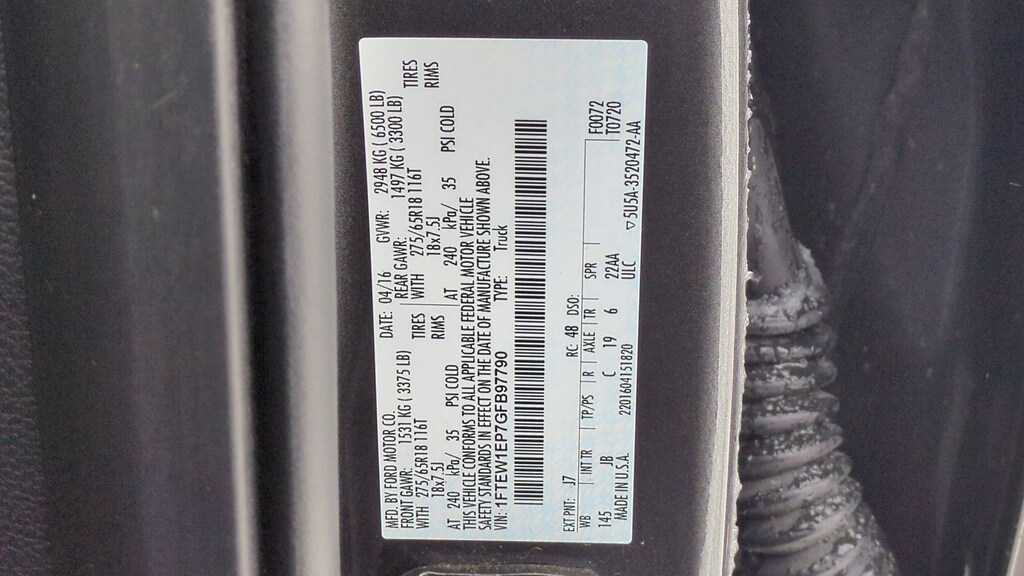 MFD. BY FORD MOTOR CO. DATE: 04/16 GVWR: 2948 KG ( 6500 LB)
FRONT GAWR: 1531 KG ( 3375 LB) REAR GAWR: 1497 KG ( 3300 LB)
WITH 275/65R18 116T TIRES WITH 275/65R18 116T TIRES
18x7.5J RIMS 18x7.5J RIMS
AT 240 kPa/ 35 PSI COLD AT 240 kPa/ 35 PSI COLD
THIS VEHICLE CONFORMS TO ALL APPLICABLE FEDERAL MOTOR VEHICLE
SAFETY STANDARDS IN EFFECT ON THE DATE OF MANUFACTURE SHOWN ABOVE.
VIN: 1FTEW1EP7GFB97790 TYPE: Truck
EXT PNT: J7 RC: 48 DSO: F0072
WB | INT TR | TP/PS | R | AXLE | TR | SPR T0720
145 JB C 19 6 22AA
MADE IN U.S.A. 2201604151820 ULC ▽5U5A-3520472-AA